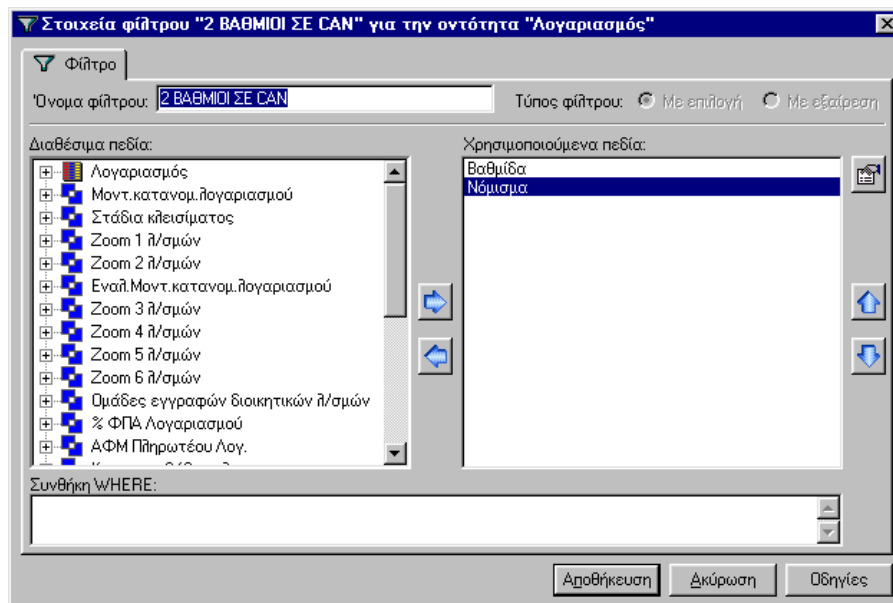 Στοιχεία φίλτρου "2 ΒΑΘΜΙΟΙ ΣΕ CAN" για την οντότητα "Λογαριασμός"
Φίλτρο
Όνομα φίλτρου: 2 ΒΑΘΜΙΟΙ ΣΕ CAN Τύπος φίλτρου: Με επιλογή Με εξαίρεση
Διαθέσιμα πεδία:
Λογαριασμός
Μοντ.κατανομ.λογαριασμού
Στάδια κλεισίματος
Zoom 1 λ/σμών
Zoom 2 λ/σμών
Εναλ.Μοντ.κατανομ.λογαριασμού
Zoom 3 λ/σμών
Zoom 4 λ/σμών
Zoom 5 λ/σμών
Zoom 6 λ/σμών
Ομάδες εγγραφών διοικητικών λ/σμών
% ΦΠΑ Λογαριασμού
ΑΦΜ Πληρωτέου Λογ.
Χρησιμοποιούμενα πεδία:
Βαθμίδα
Νόμισμα
Συνθήκη WHERE:
Αποθήκευση Ακύρωση Οδηγίες